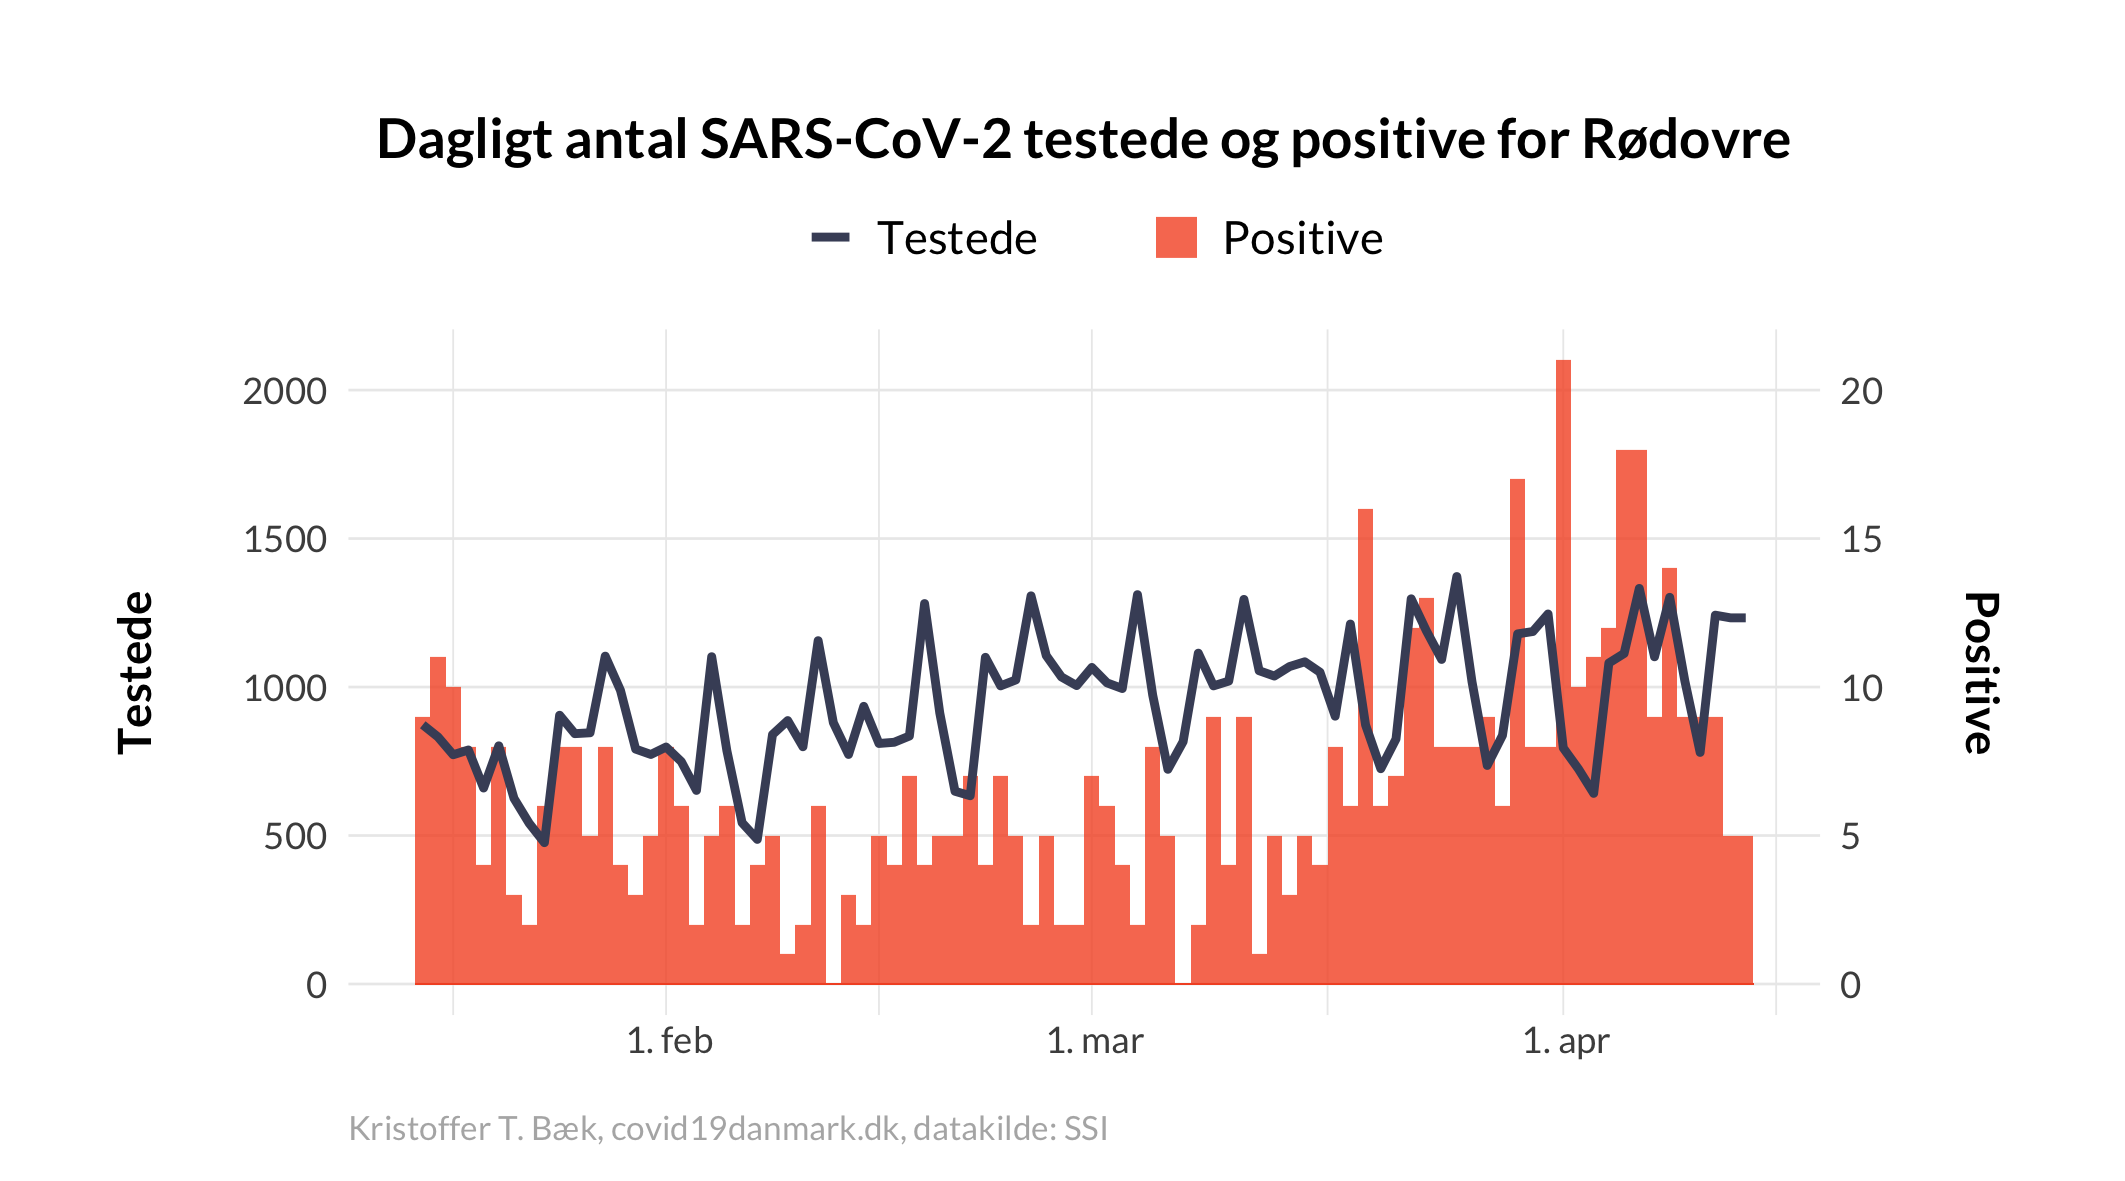 Dagligt antal SARS-CoV-2 testede og positive for Rødovre
Testede Positive
2000 20
1500 15
1000 10
500 5
0 0
Testede
Positive
1. feb 1. mar 1. apr
Kristoffer T. Bæk, covid19danmark.dk, datakilde: SSI